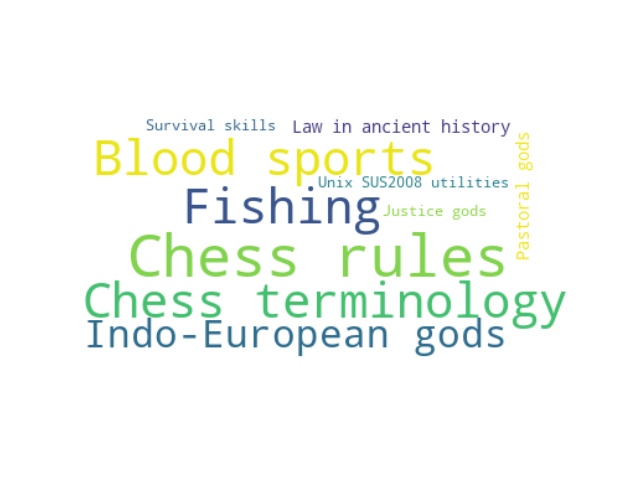 Survival skills
Law in ancient history
Blood sports
Pastoral gods
Unix SUS2008 utilities
Fishing
Justice gods
Chess rules
Chess terminology
Indo-European gods